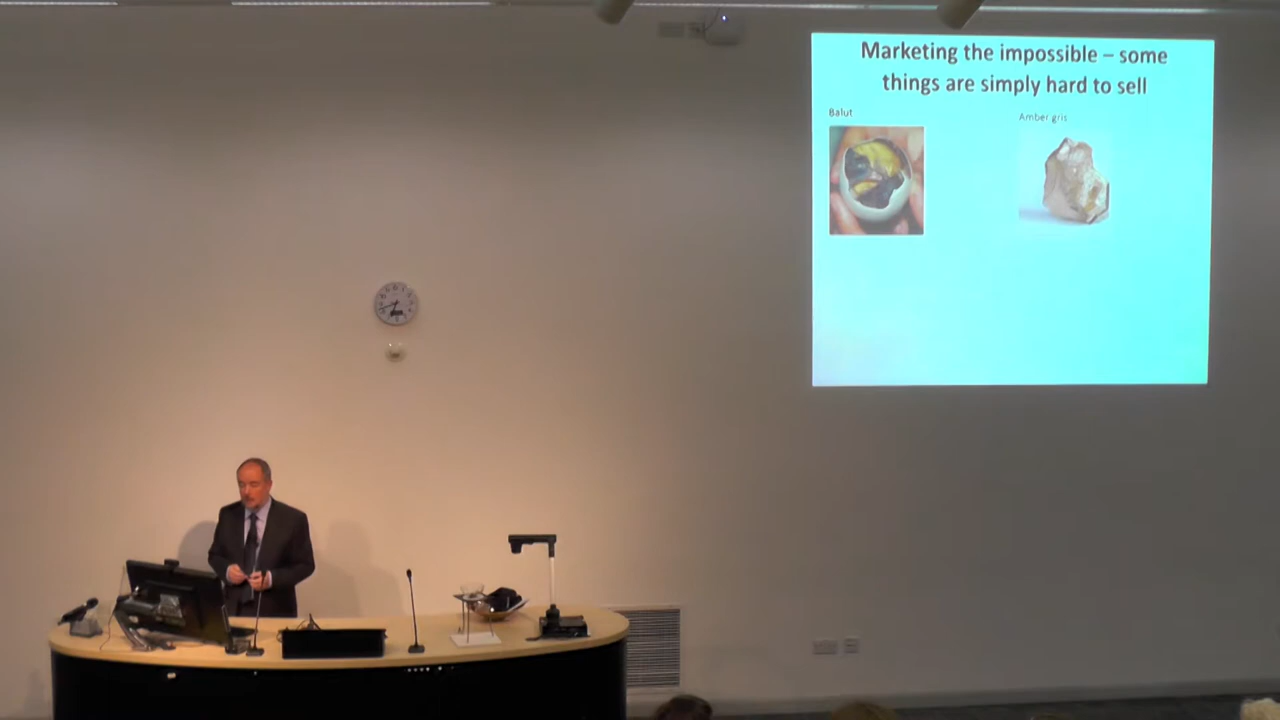 Marketing the impossible – some
things are simply hard to sell
Balut
Amber gris